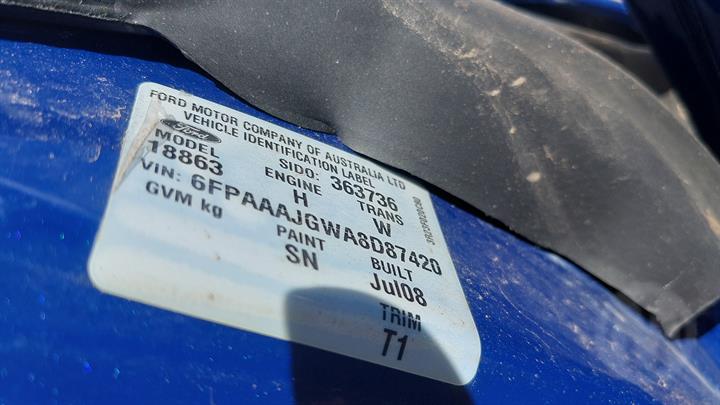 FORD MOTOR COMPANY OF AUSTRALIA LTD
VEHICLE IDENTIFICATION LABEL
Ford
MODEL SIDO: 363736
18863 ENGINE TRANS
H W
VIN: 6FPAAAJGWA8D87420
GVM kg PAINT BUILT
SN Jul08
TRIM
T1